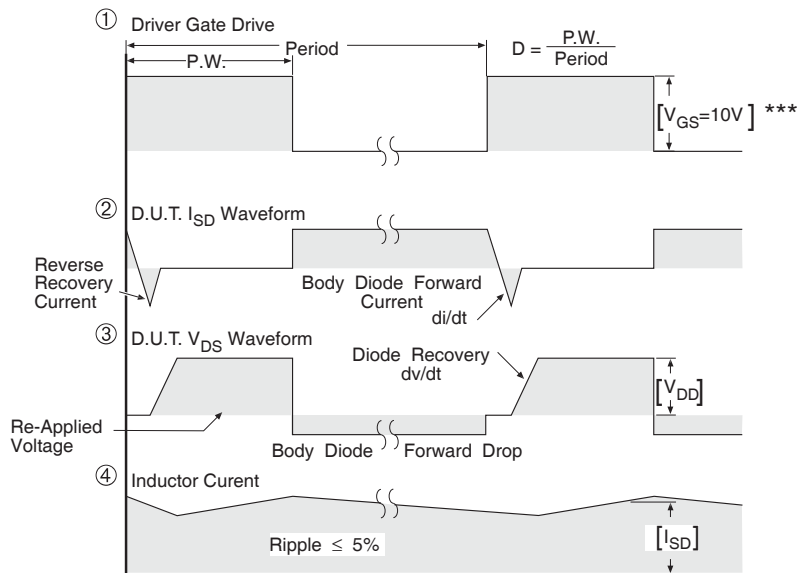 ① Driver Gate Drive
P.W.
Period
D = P.W.
Period
[VGS=10V] ***
② D.U.T. ISD Waveform
Reverse
Recovery
Current
Body Diode Forward
Current
di/dt
③ D.U.T. VDS Waveform
Diode Recovery
dv/dt
[VDD]
Re-Applied
Voltage
Body Diode Forward Drop
④ Inductor Curent
Ripple ≤ 5%
[ISD]